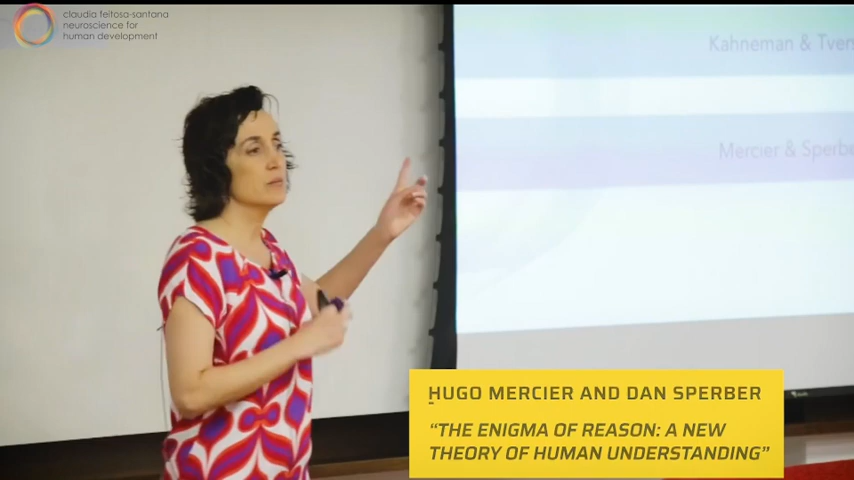 claudia feitosa-santana
neuroscience for
human development
Kahneman &
Mercier &
HUGO MERCIER AND DAN SPERBER
“THE ENIGMA OF REASON: A NEW
THEORY OF HUMAN UNDERSTANDING”